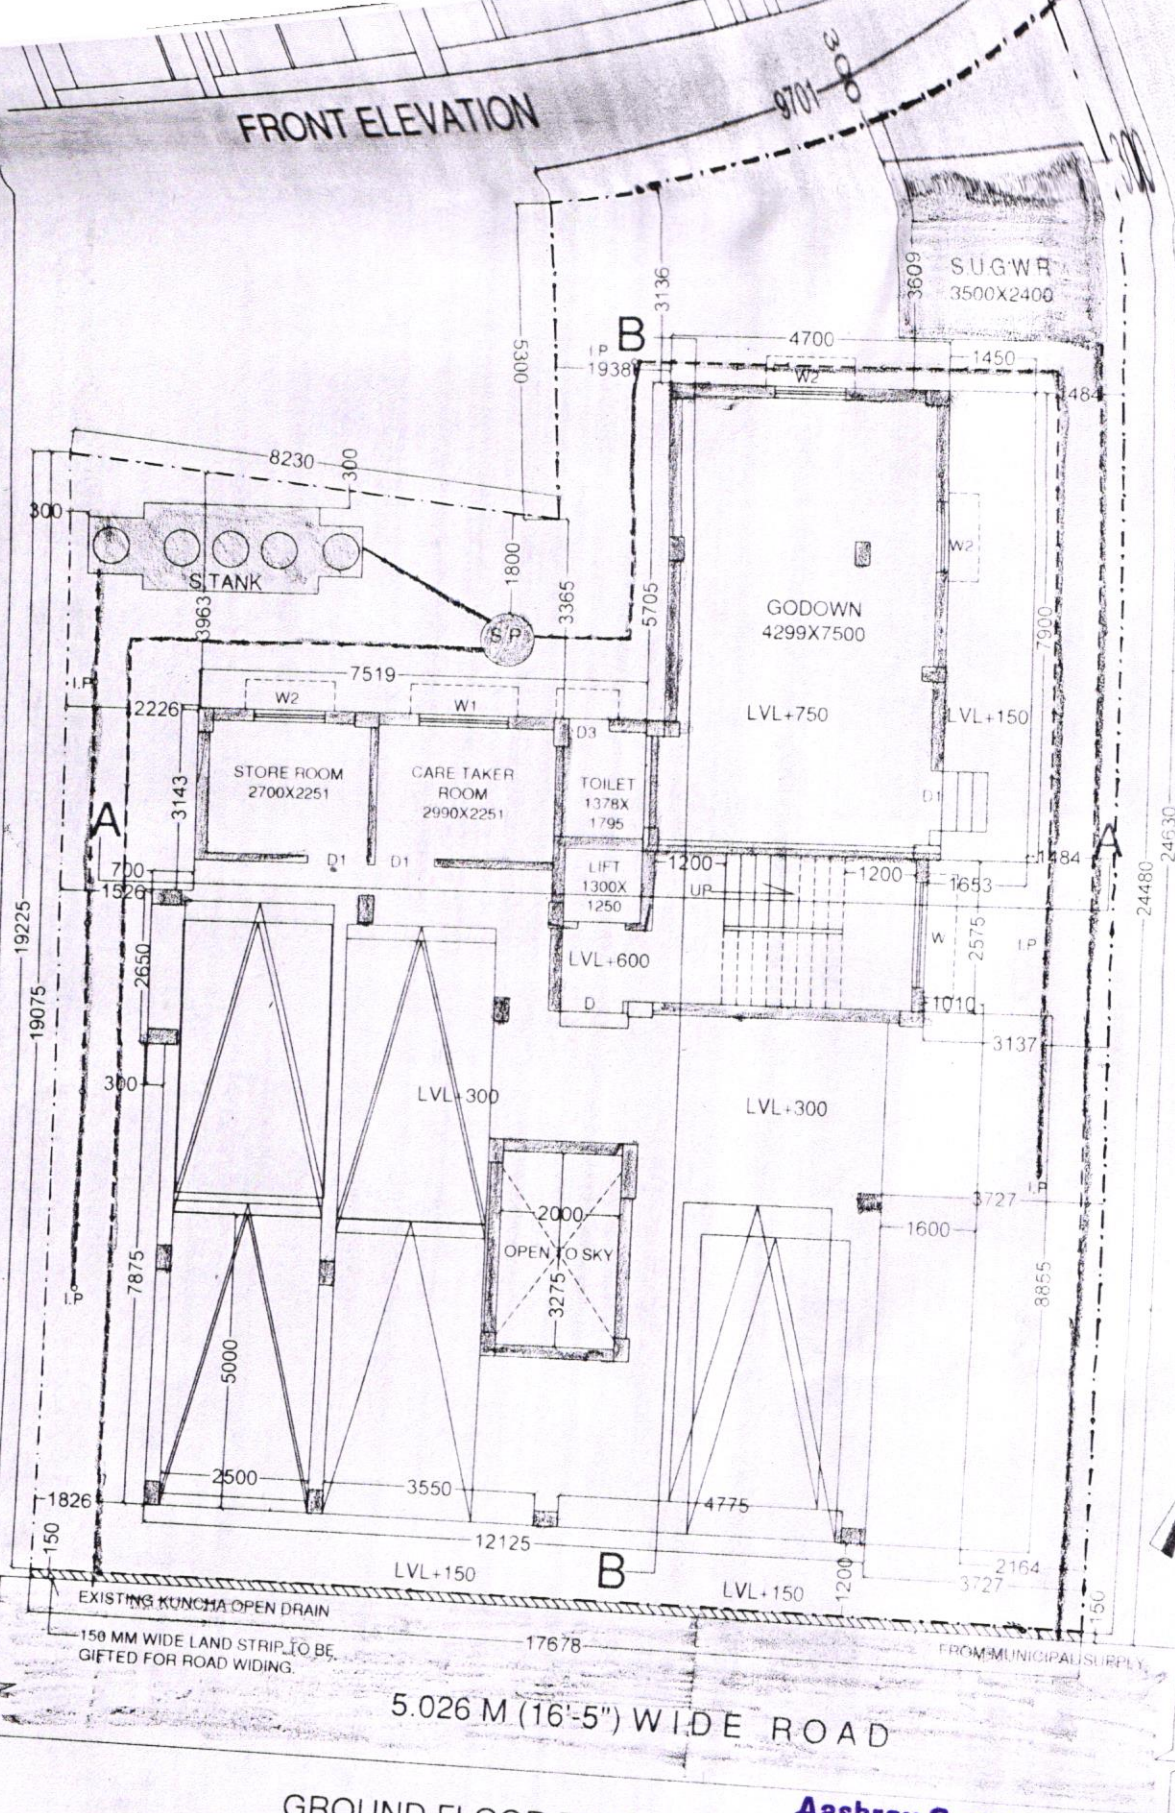 FRONT ELEVATION
300
9701
300
S.U.G.W.R
3500X2400
3609
3136
B
I.P
1938
4700
1450
W2
1484
5300
8230
300
300
S.TANK
1800
3963
S.P.
3365
5705
GODOWN
4299X7500
W2
7900
LVL+750
LVL+150
7519
I.P
2226
W2
W1
D3
STORE ROOM
2700X2251
CARE TAKER
ROOM
2990X2251
TOILET
1378X
1795
D1
3143
A
A
24630
D1
D1
700
1526
LIFT
1300X
1250
1200
UP
1200
1484
1653
24480
19225
19075
2650
LVL+600
W
2575
I.P
D
1010
3137
300
LVL+300
LVL+300
I.P
3727
1600
2000
OPEN TO SKY
3275
7875
I.P
8855
5000
2500
3550
4775
1826
150
12125
LVL+150
B
LVL+150
1200
2164
3727
150
EXISTING KUNCHA OPEN DRAIN
150 MM WIDE LAND STRIP TO BE
GIFTED FOR ROAD WIDING.
17678
FROM MUNICIPAL SUPPLY
5.026 M (16'-5") WIDE ROAD
GROUND FLOOR
Aashray